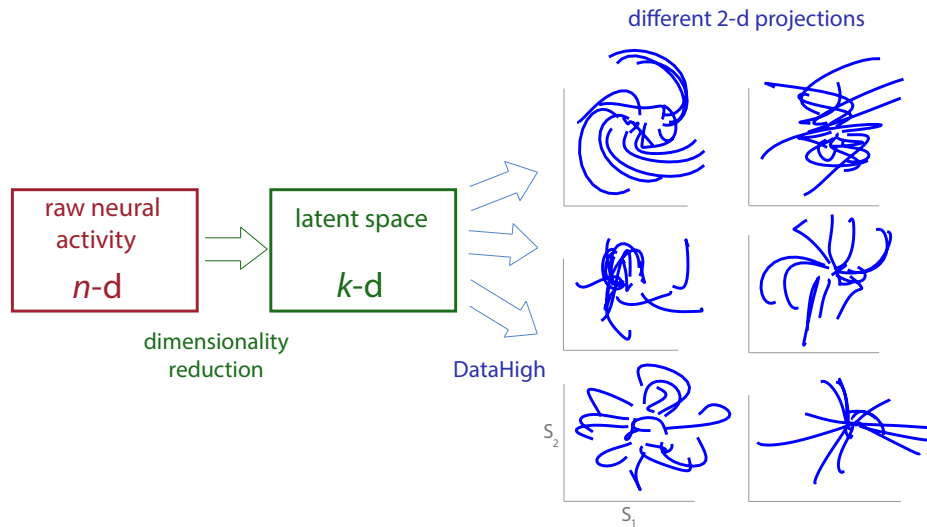 different 2-d projections
raw neural
activity
n-d
latent space
k-d
dimensionality
reduction
DataHigh
S₂
S₁